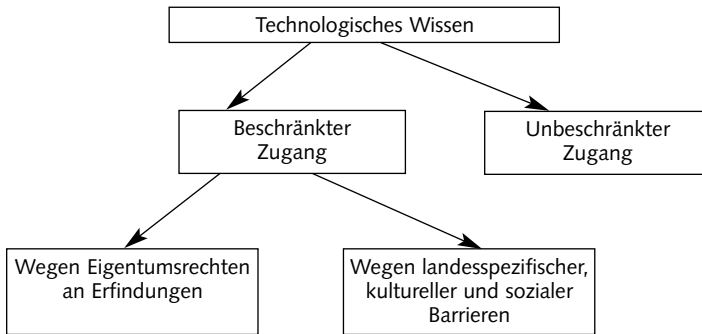 Technologisches Wissen
Beschränkter
Zugang
Unbeschränkter
Zugang
Wegen Eigentumsrechten
an Erfindungen
Wegen landesspezifischer,
kultureller und sozialer
Barrieren